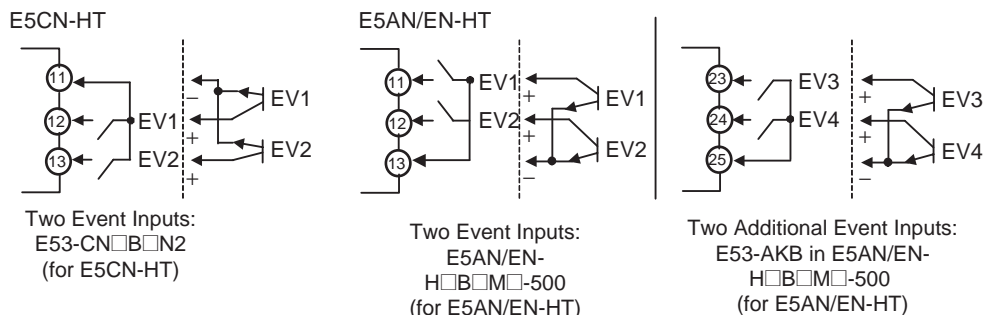 E5CN-HT
11
12
13
EV1
EV2
−
+
+
EV1
EV2
Two Event Inputs:
E53-CN□B□N2
(for E5CN-HT)
E5AN/EN-HT
11
12
13
EV1
EV2
+
+
−
EV1
EV2
Two Event Inputs:
E5AN/EN-
H□B□M□-500
(for E5AN/EN-HT)
23
24
25
EV3
EV4
+
+
−
EV3
EV4
Two Additional Event Inputs:
E53-AKB in E5AN/EN-
H□B□M□-500
(for E5AN/EN-HT)